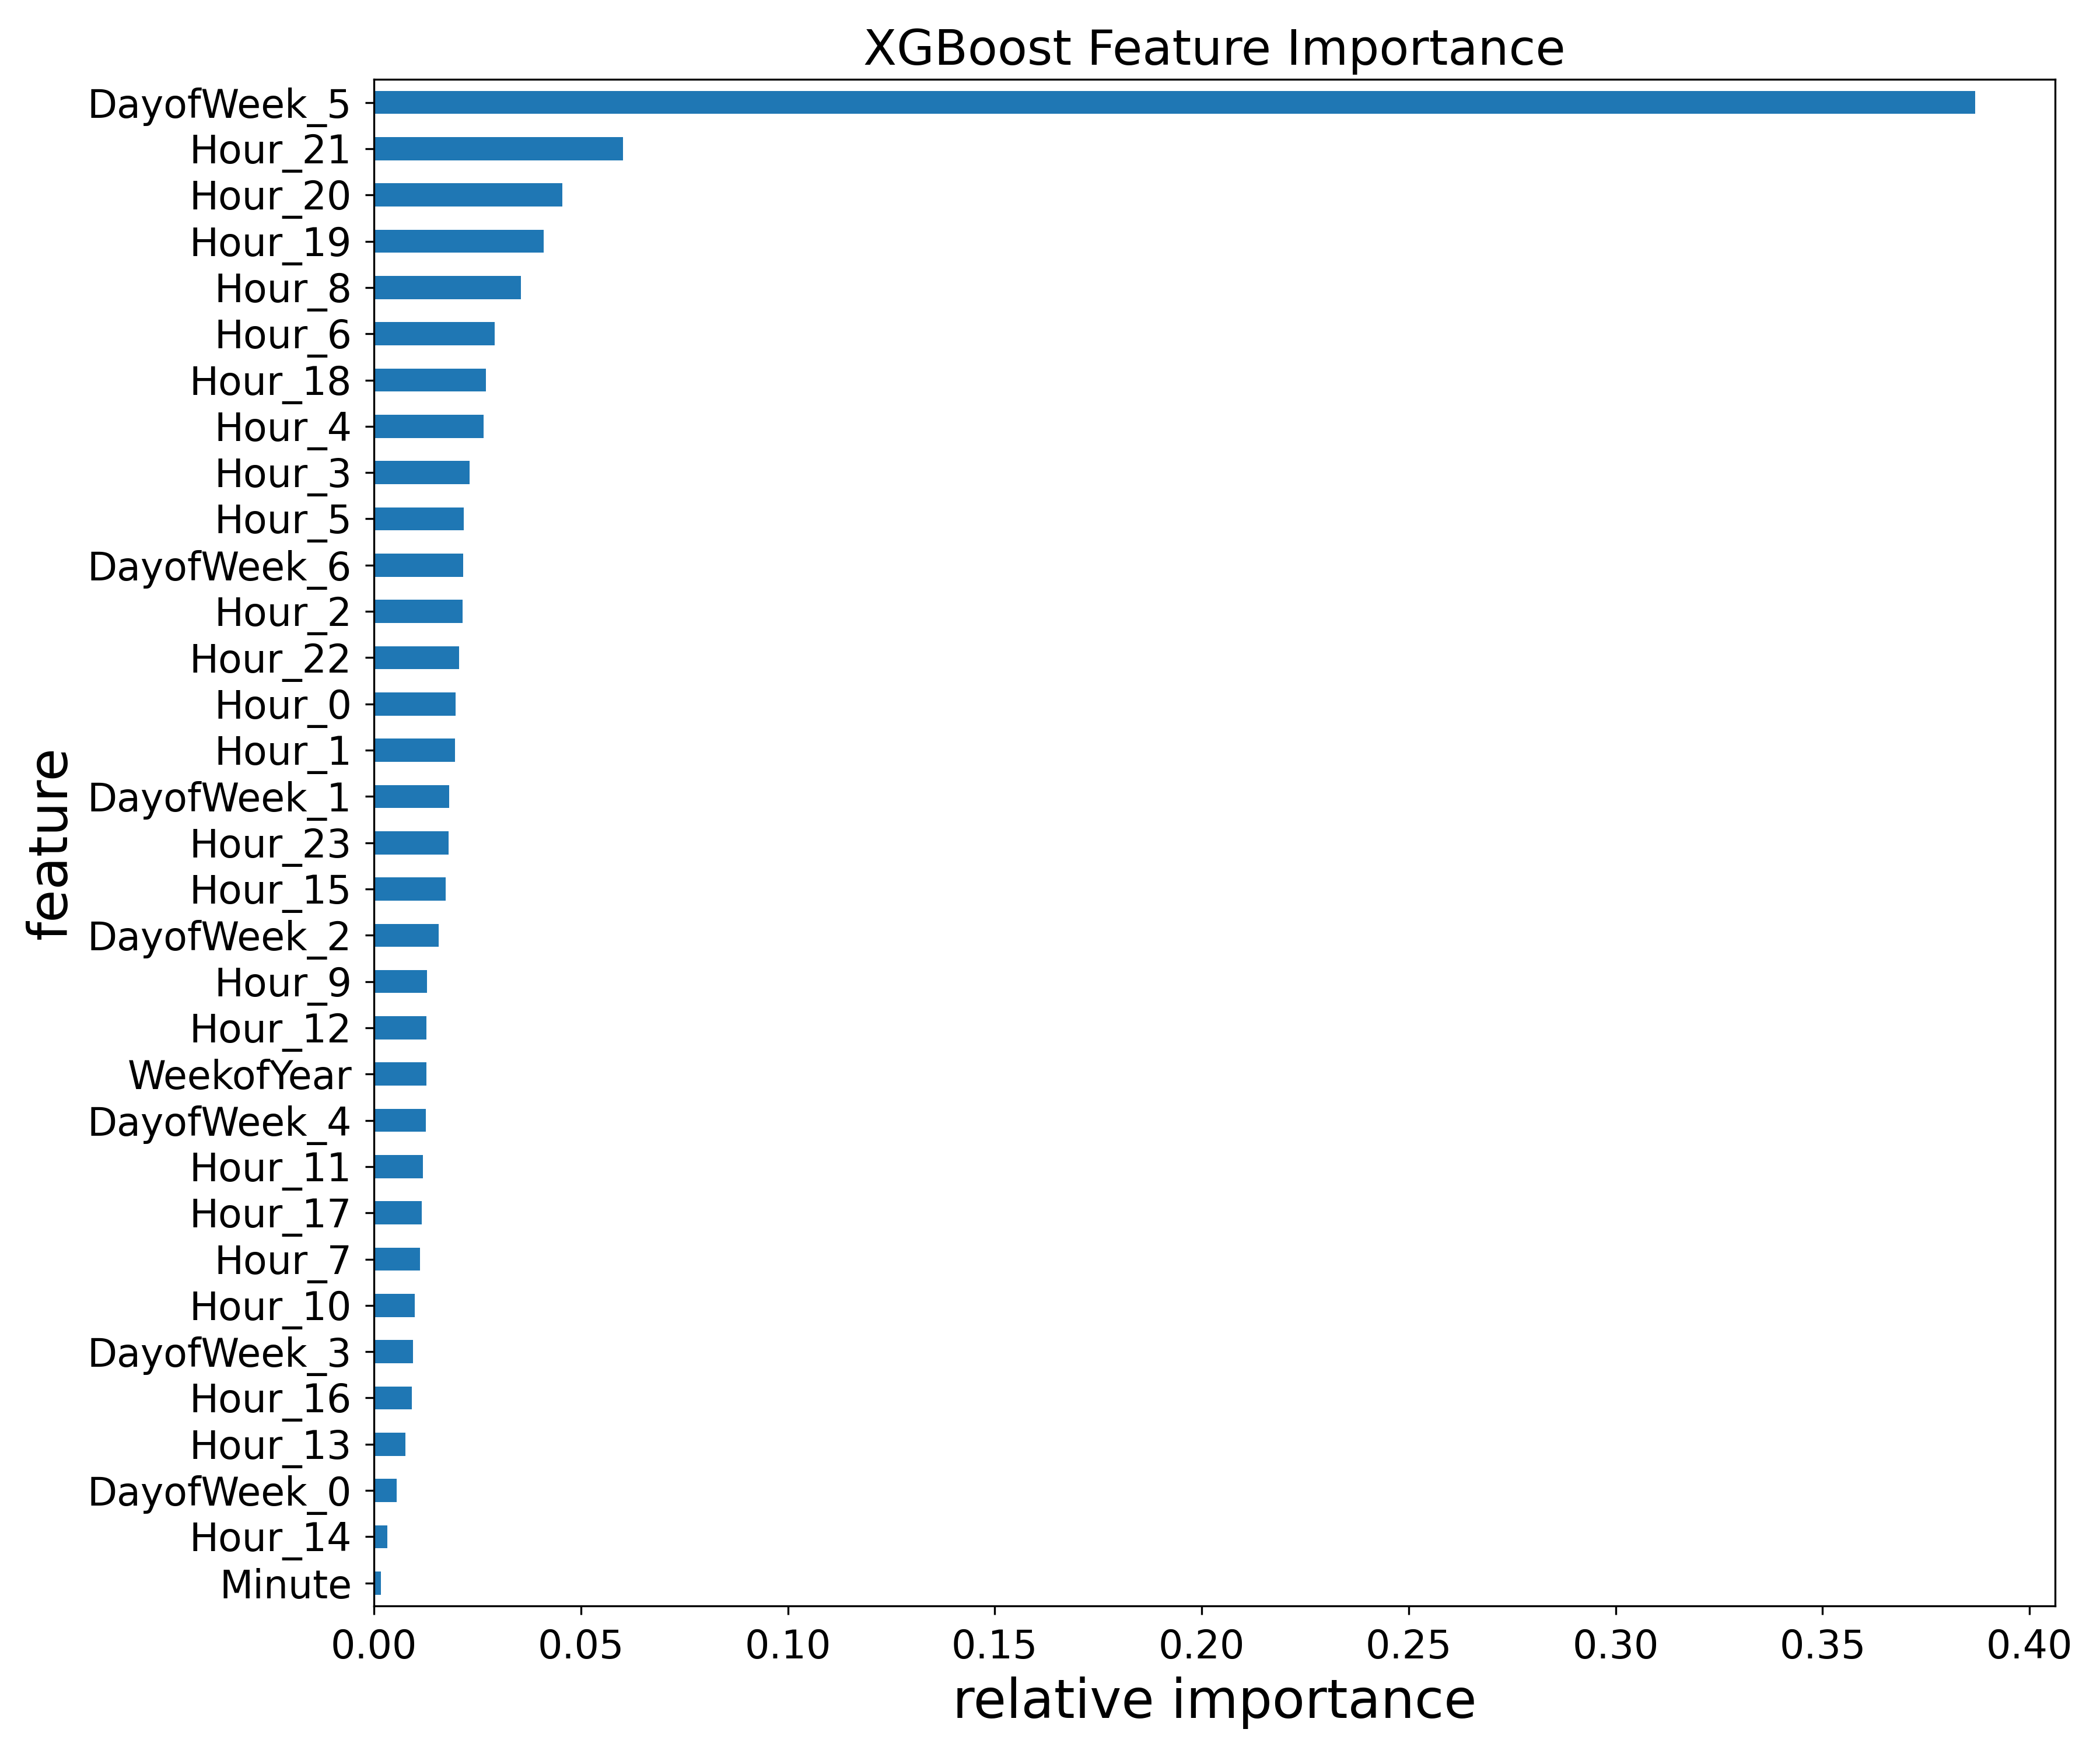 XGBoost Feature Importance
DayofWeek_5
Hour_21
Hour_20
Hour_19
Hour_8
Hour_6
Hour_18
Hour_4
Hour_3
Hour_5
DayofWeek_6
Hour_2
Hour_22
Hour_0
Hour_1
DayofWeek_1
Hour_23
Hour_15
DayofWeek_2
Hour_9
Hour_12
WeekofYear
DayofWeek_4
Hour_11
Hour_17
Hour_7
Hour_10
DayofWeek_3
Hour_16
Hour_13
DayofWeek_0
Hour_14
Minute
feature
0.00 0.05 0.10 0.15 0.20 0.25 0.30 0.35 0.40
relative importance